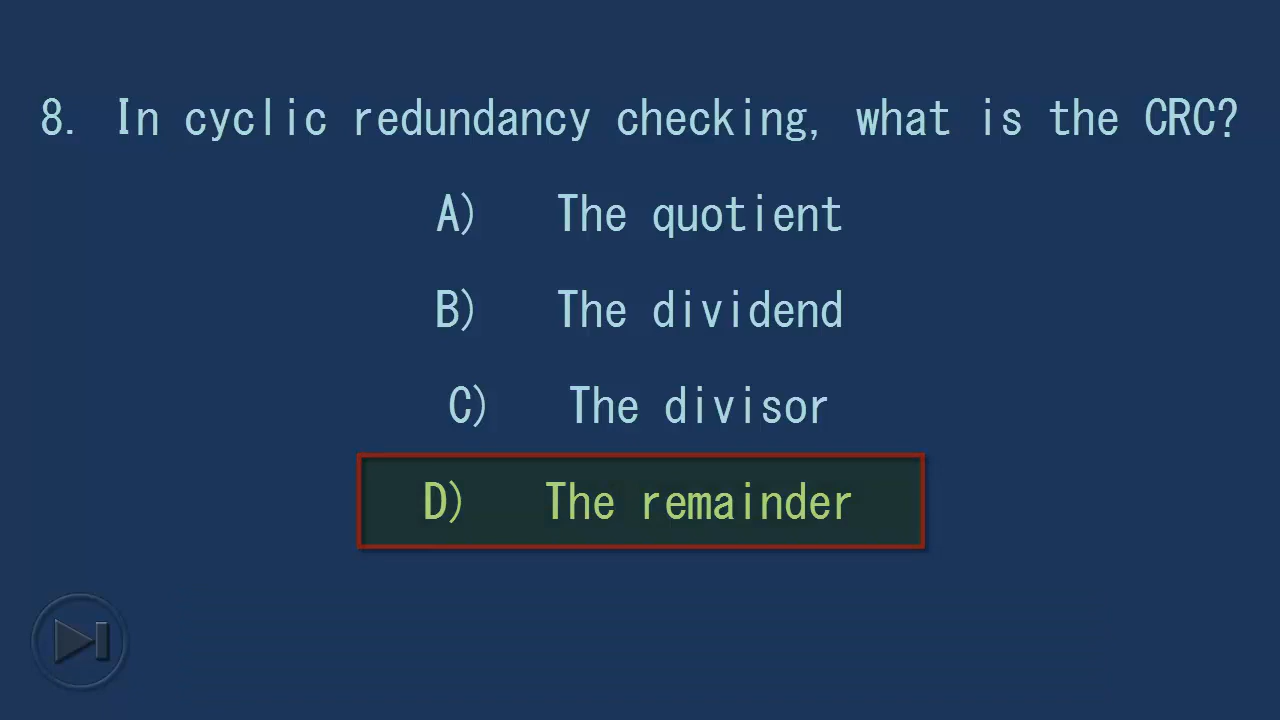 8. In cyclic redundancy checking, what is the CRC?
A) The quotient
B) The dividend
C) The divisor
D) The remainder